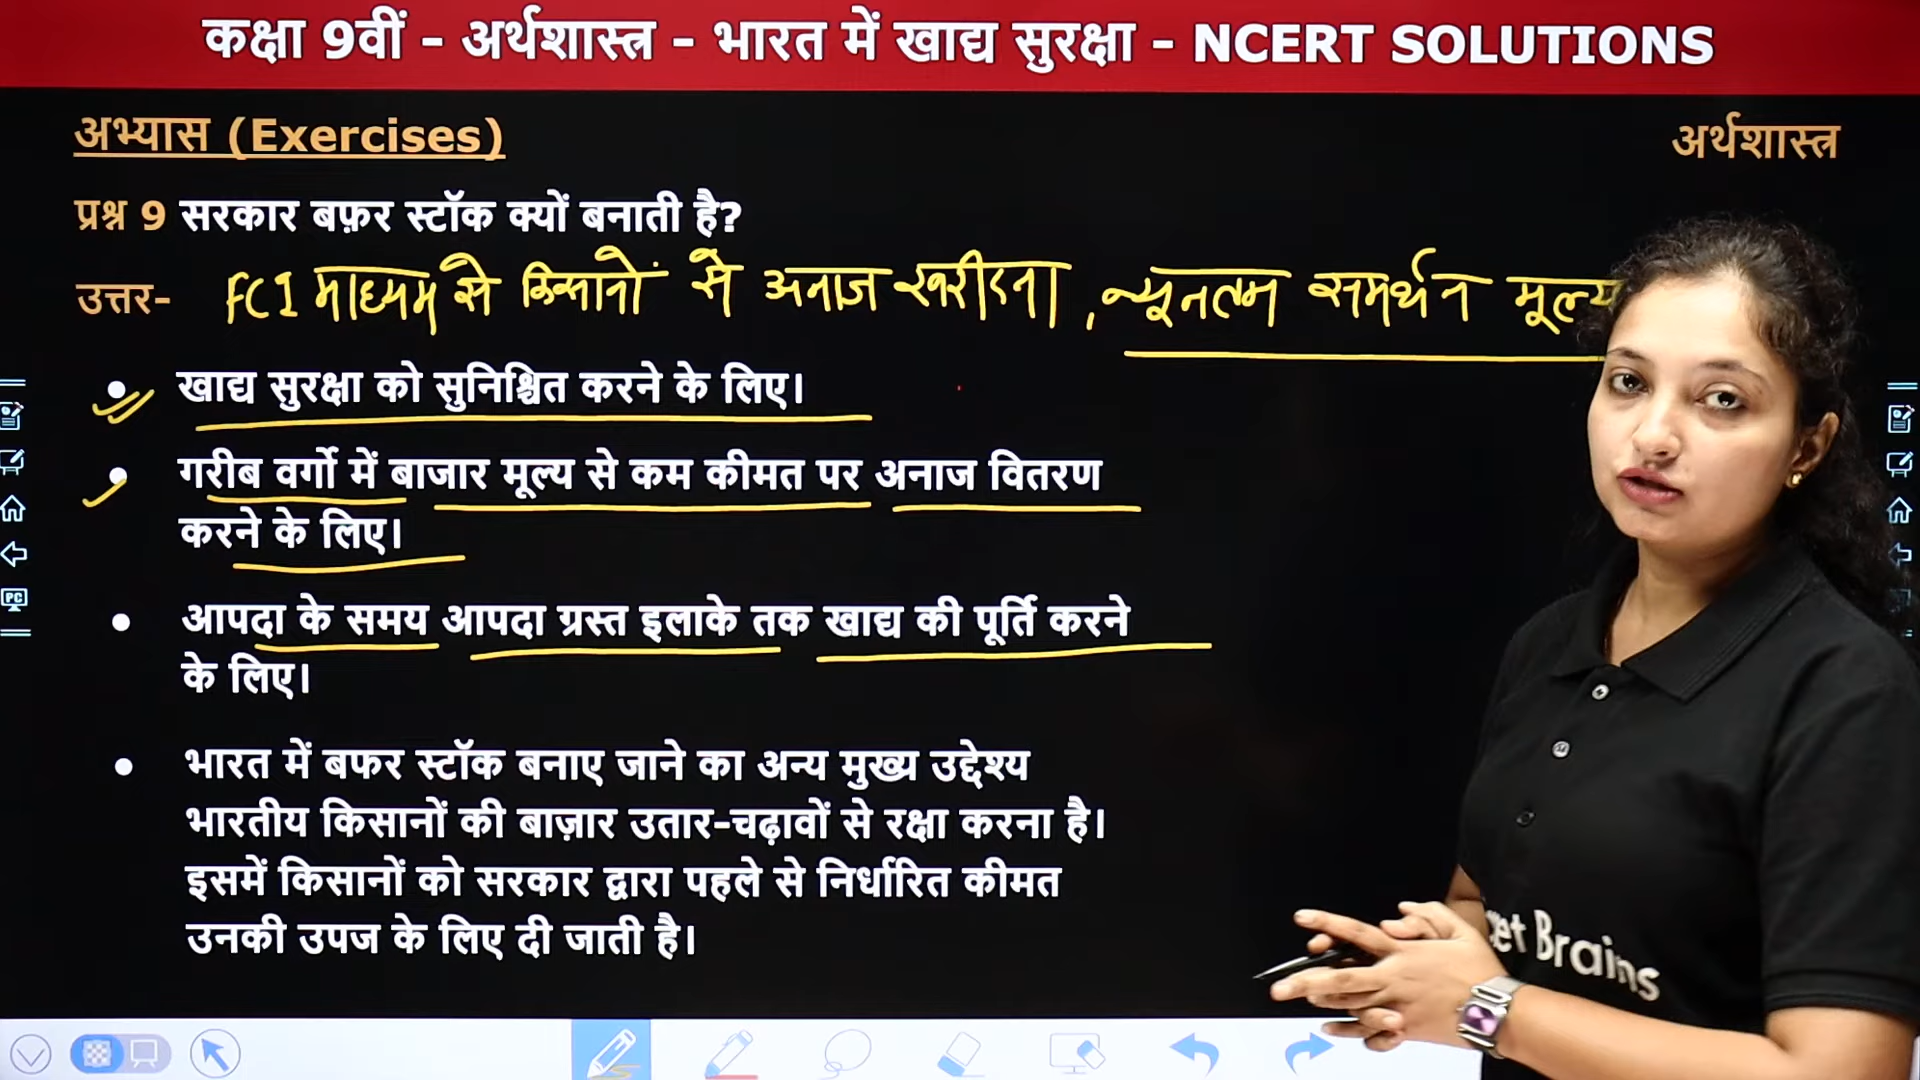 कक्षा 9वीं - अर्थशास्त्र - भारत में खाद्य सुरक्षा - NCERT SOLUTIONS
अभ्यास (Exercises)
अर्थशास्त्र
प्रश्न 9 सरकार बफ़र स्टॉक क्यों बनाती है?
उत्तर- FCI माध्यम से किसानों से अनाज खरीदना, न्यूनतम समर्थन मूल्य
खाद्य सुरक्षा को सुनिश्चित करने के लिए।
गरीब वर्गो में बाजार मूल्य से कम कीमत पर अनाज वितरण
करने के लिए।
आपदा के समय आपदा ग्रस्त इलाके तक खाद्य की पूर्ति करने
के लिए।
भारत में बफर स्टॉक बनाए जाने का अन्य मुख्य उद्देश्य
भारतीय किसानों की बाज़ार उतार-चढ़ावों से रक्षा करना है।
इसमें किसानों को सरकार द्वारा पहले से निर्धारित कीमत
उनकी उपज के लिए दी जाती है।
Brains
PC